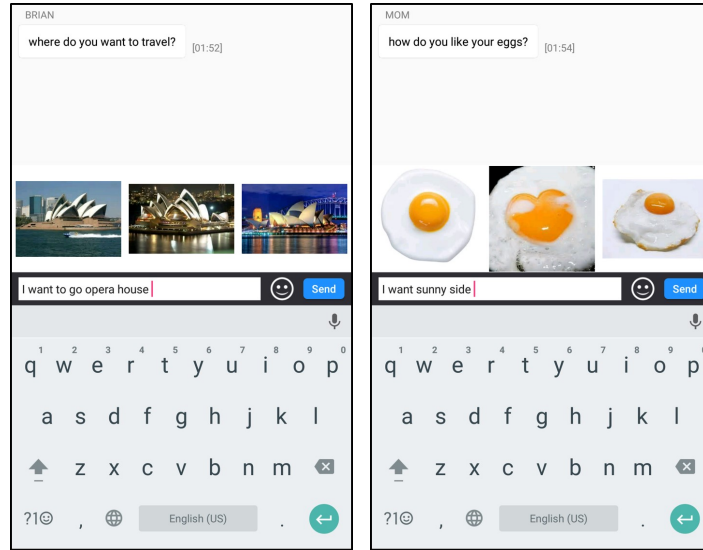 BRIAN
where do you want to travel? [01:52]
I want to go opera house
Send
1 2 3 4 5 6 7 8 9 0
q w e r t y u i o p
a s d f g h j k l
z x c v b n m
?1☺ , English (US) .
MOM
how do you like your eggs? [01:54]
I want sunny side
Send
1 2 3 4 5 6 7 8 9
q w e r t y u i o p
a s d f g h j k l
z x c v b n m
?1☺ , English (US) .